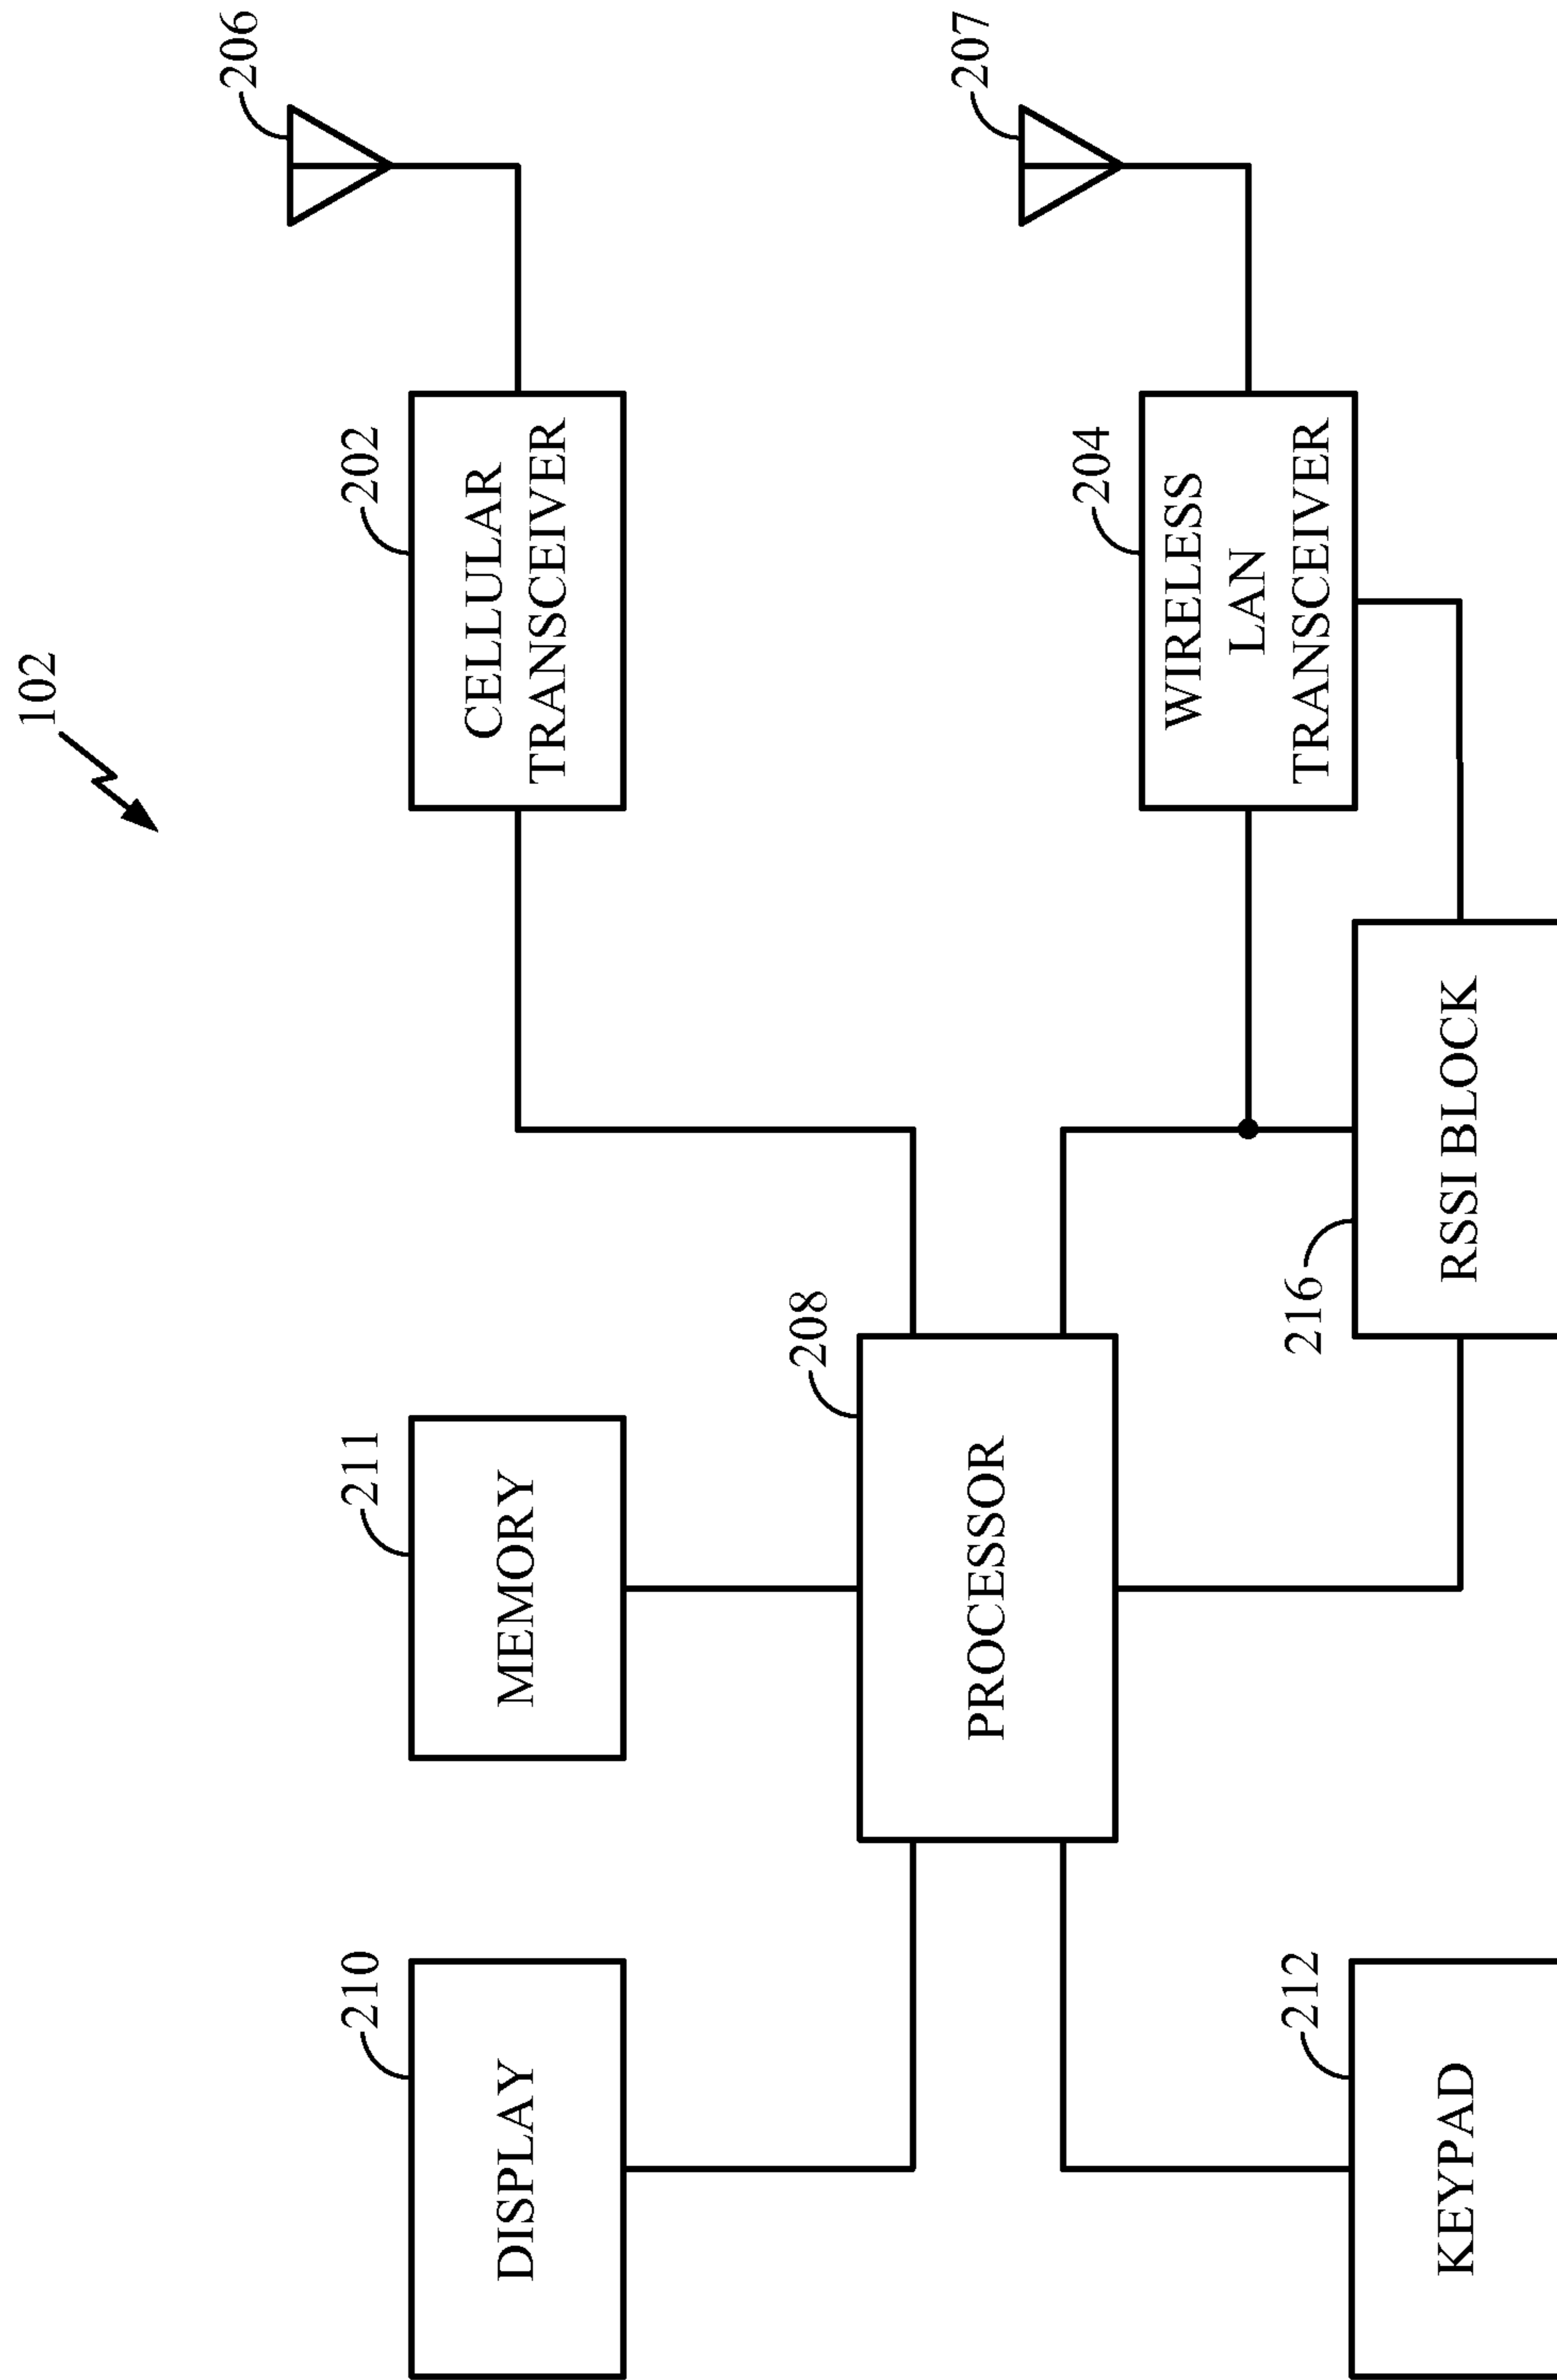 102
206
202
CELLULAR
TRANSCEIVER
211
MEMORY
210
DISPLAY
208
PROCESSOR
207
204
WIRELESS
LAN
TRANSCEIVER
216
RSSI BLOCK
212
KEYPAD